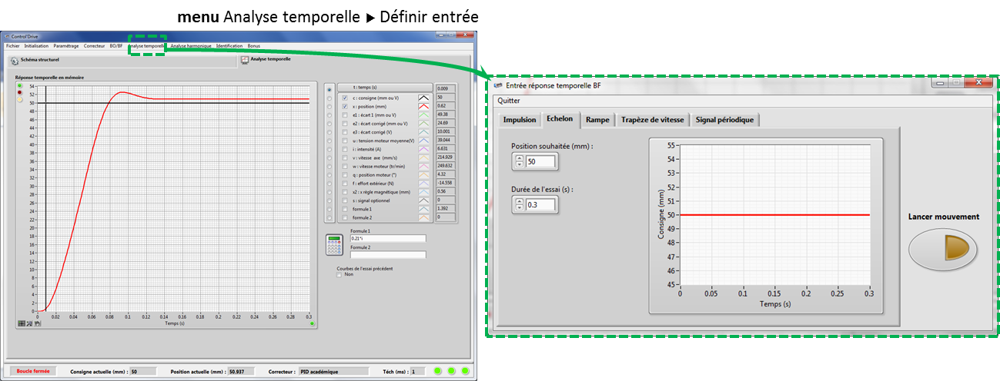 menu Analyse temporelle ▶ Définir entrée
Control'Drive
Fichier Initialisation Paramétrage Correcteur BO/BF Analyse temporelle Analyse harmonique Identification Bonus
Schéma structurel
Analyse temporelle
Réponse temporelle en mémoire
54
52
50
48
46
44
42
40
38
36
34
32
30
28
26
24
22
20
18
16
14
12
10
8
6
4
2
0
0 0.02 0.04 0.06 0.08 0.1 0.12 0.14 0.16 0.18 0.2 0.22 0.24 0.26 0.28 0.3
Temps (s)
t : temps (s) 0.009
c : consigne (mm ou V) 50
x : position (mm) 0.62
e1 : écart 1 (mm ou V) 49.38
e2 : écart corrigé (mm ou V) 24.69
e3 : écart corrigé (V) 10.001
u : tension moteur moyenne(V) 39.044
i : intensité (A) 6.631
v : vitesse axe (mm/s) 214.929
w : vitesse moteur (tr/min) 249.632
q : position moteur (°) 4.32
f : effort extérieur (N) -14.558
x2 : x règle magnétique (mm) 0.56
s : signal optionnel 0
formule 1 1.392
formule 2 0
Formule 1
0.21*i
Formule 2
Courbes de l'essai précédent
Non
Boucle fermée Consigne actuelle (mm) : 50 Position actuelle (mm) : 50.937 Correcteur : PID académique Téch (ms) : 1
Entrée réponse temporelle BF
Quitter
Impulsion Echelon Rampe Trapèze de vitesse Signal périodique
Position souhaitée (mm) :
50
Durée de l'essai (s) :
0.3
Consigne (mm)
55
54
53
52
51
50
49
48
47
46
45
0 0.05 0.1 0.15 0.2 0.25 0.3
Temps (s)
Lancer mouvement